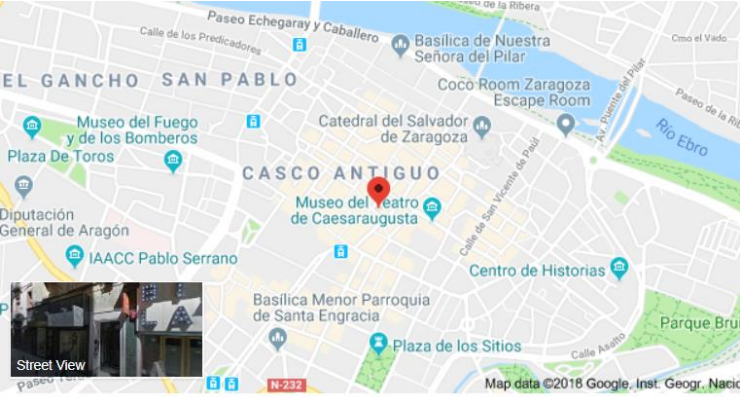 de la Ribera
Paseo Echegaray y Caballero
Calle de los Predicadores
Basílica de Nuestra
Señora del Pilar
Cmo el Vado
EL GANCHO SAN PABLO
Coco Room Zaragoza
Escape Room
Av. Puente del Pilar
Paseo de la
Museo del Fuego
y de los Bomberos
Catedral del Salvador
de Zaragoza
Río Ebro
Plaza De Toros
CASCO ANTIGUO
Calle de San Vicente de Paúl
Museo del Teatro
de Caesaraugusta
Diputación
General de Aragón
IAACC Pablo Serrano
Centro de Historias
Basílica Menor Parroquia
de Santa Engracia
Parque Bru
Plaza de los Sitios
Calle Asalto
Street View
Paseo
N-232
Map data ©2018 Google, Inst. Geogr. Nacio